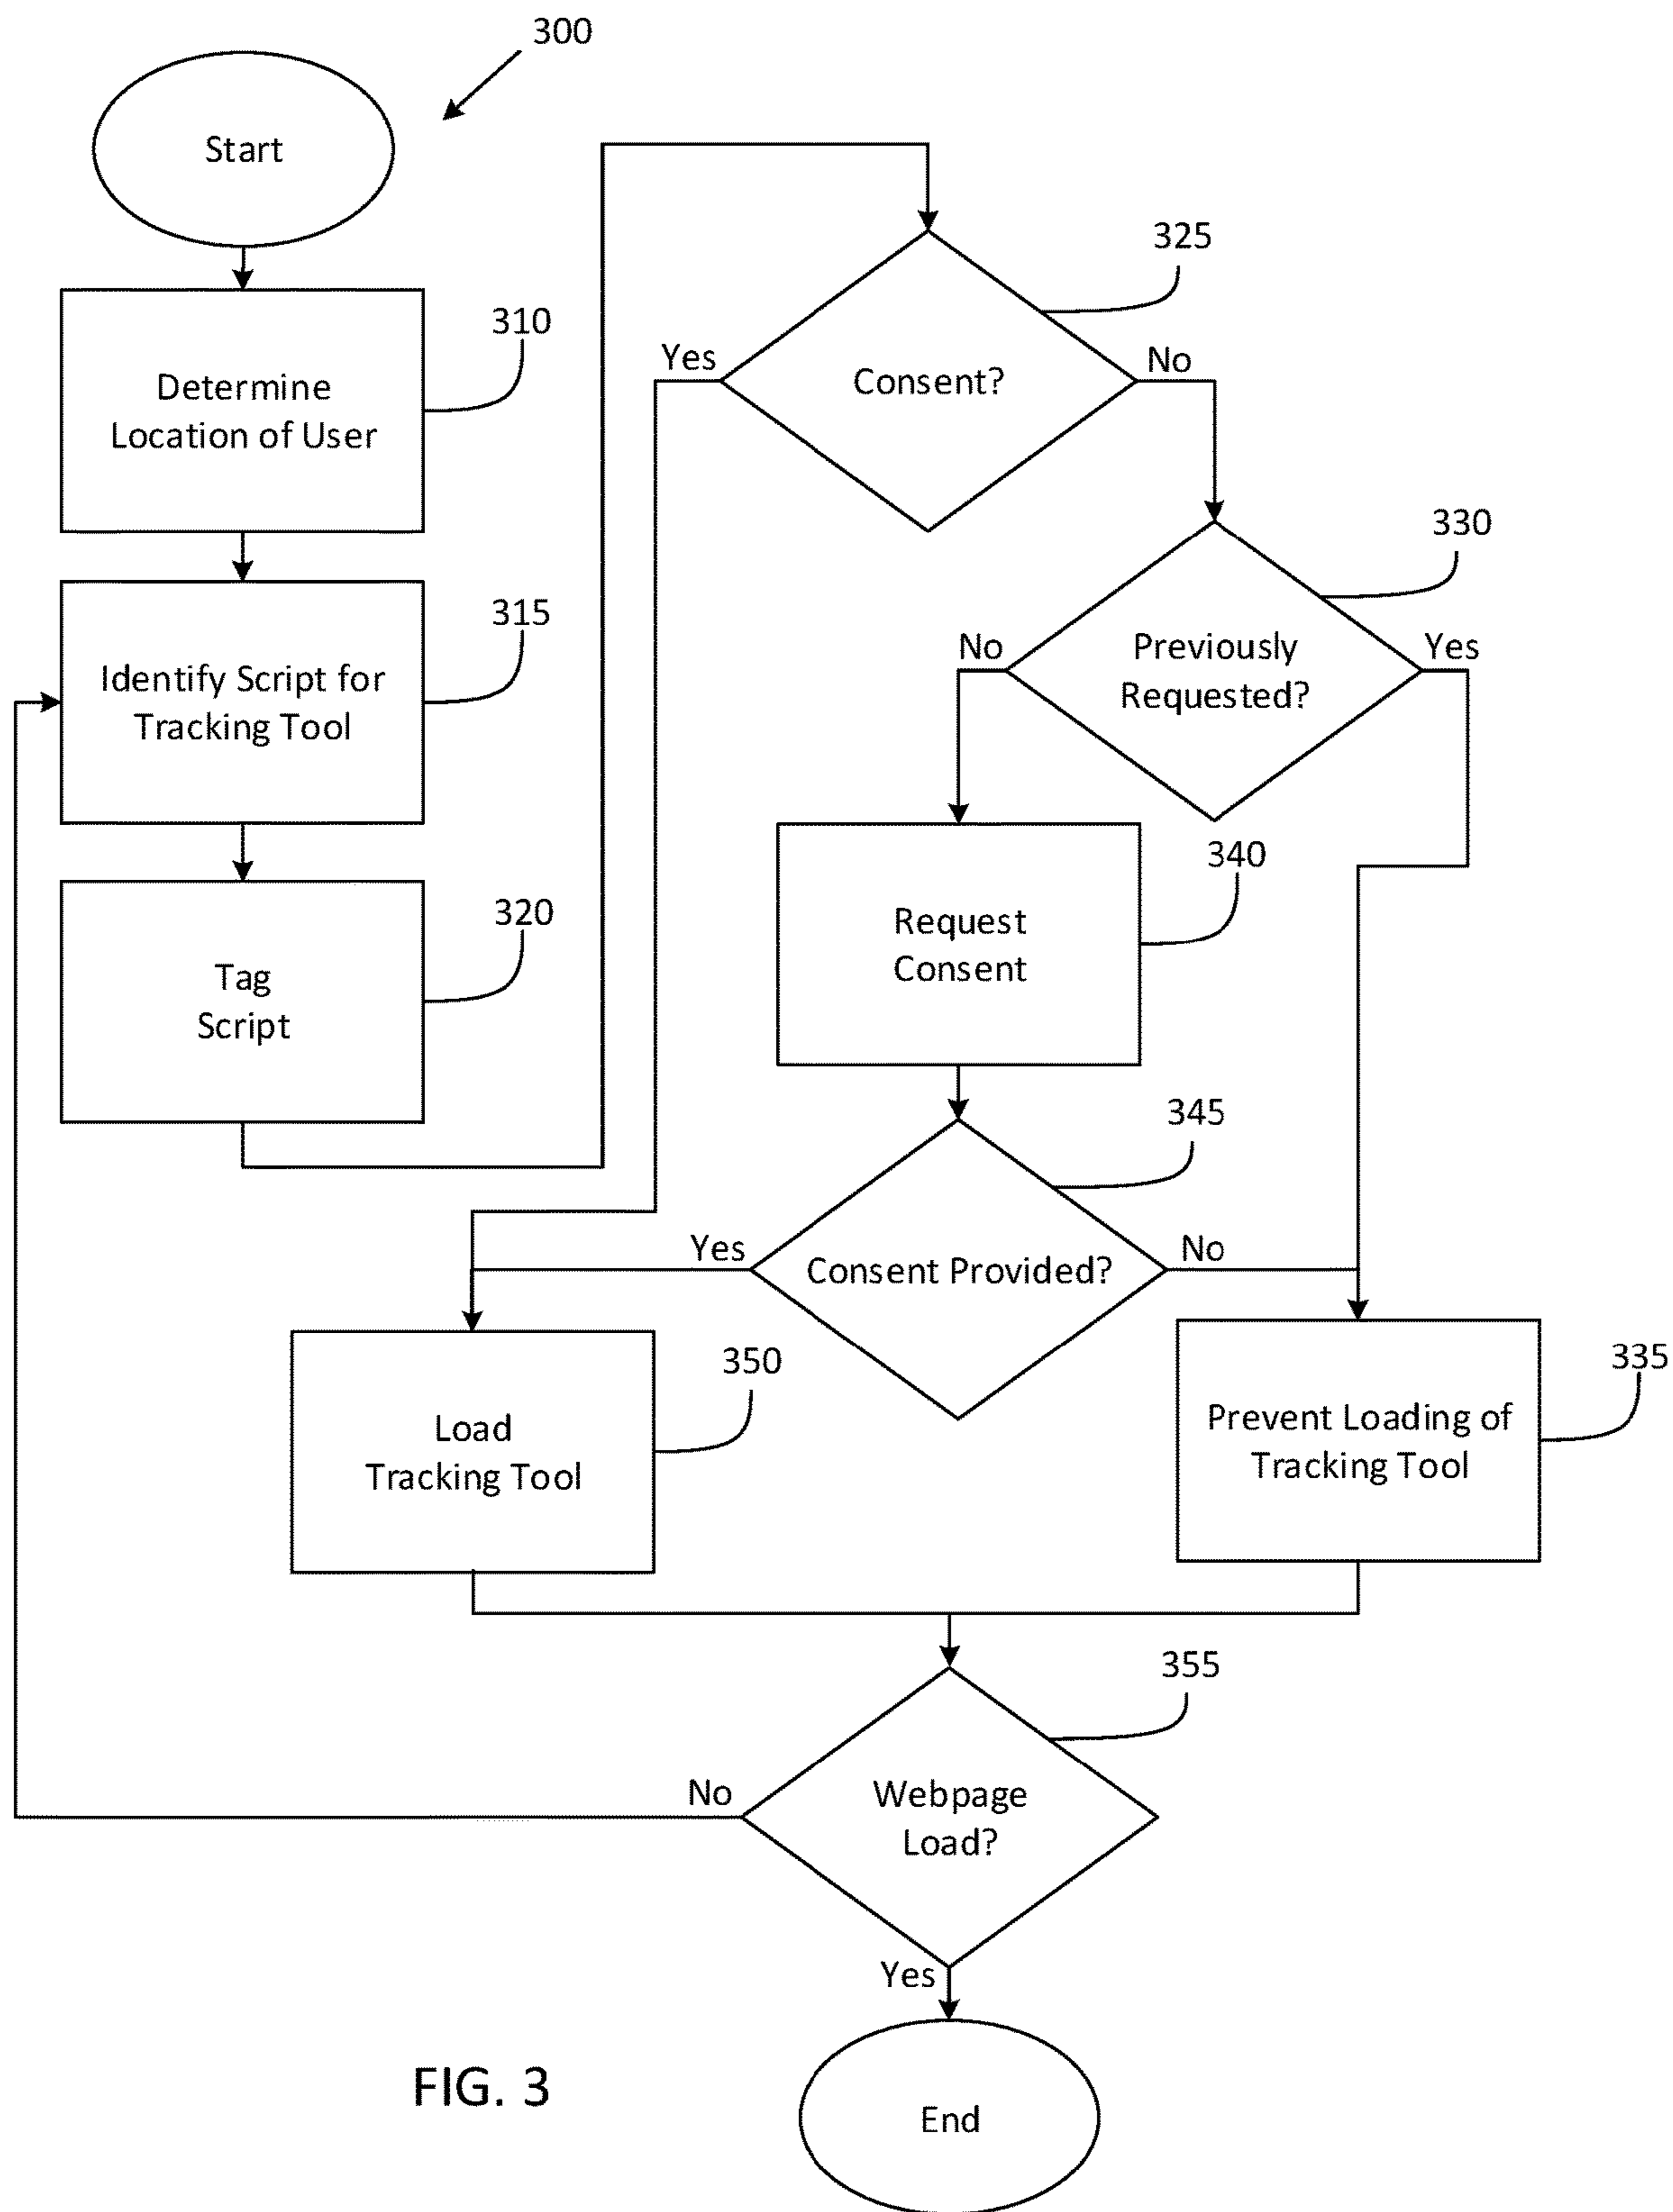 300
Start
310
Determine
Location of User
315
Identify Script for
Tracking Tool
320
Tag
Script
325
Yes
No
Consent?
330
No
Yes
Previously
Requested?
340
Request
Consent
345
Yes
No
Consent Provided?
350
Load
Tracking Tool
335
Prevent Loading of
Tracking Tool
355
No
Webpage
Load?
Yes
End
FIG. 3